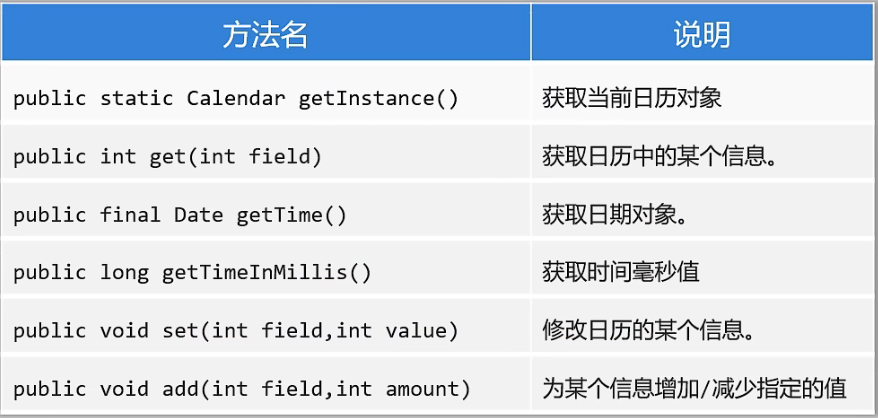 方法名 说明
public static Calendar getInstance() 获取当前日历对象
public int get(int field) 获取日历中的某个信息。
public final Date getTime() 获取日期对象。
public long getTimeInMillis() 获取时间毫秒值
public void set(int field,int value) 修改日历的某个信息。
public void add(int field,int amount) 为某个信息增加/减少指定的值